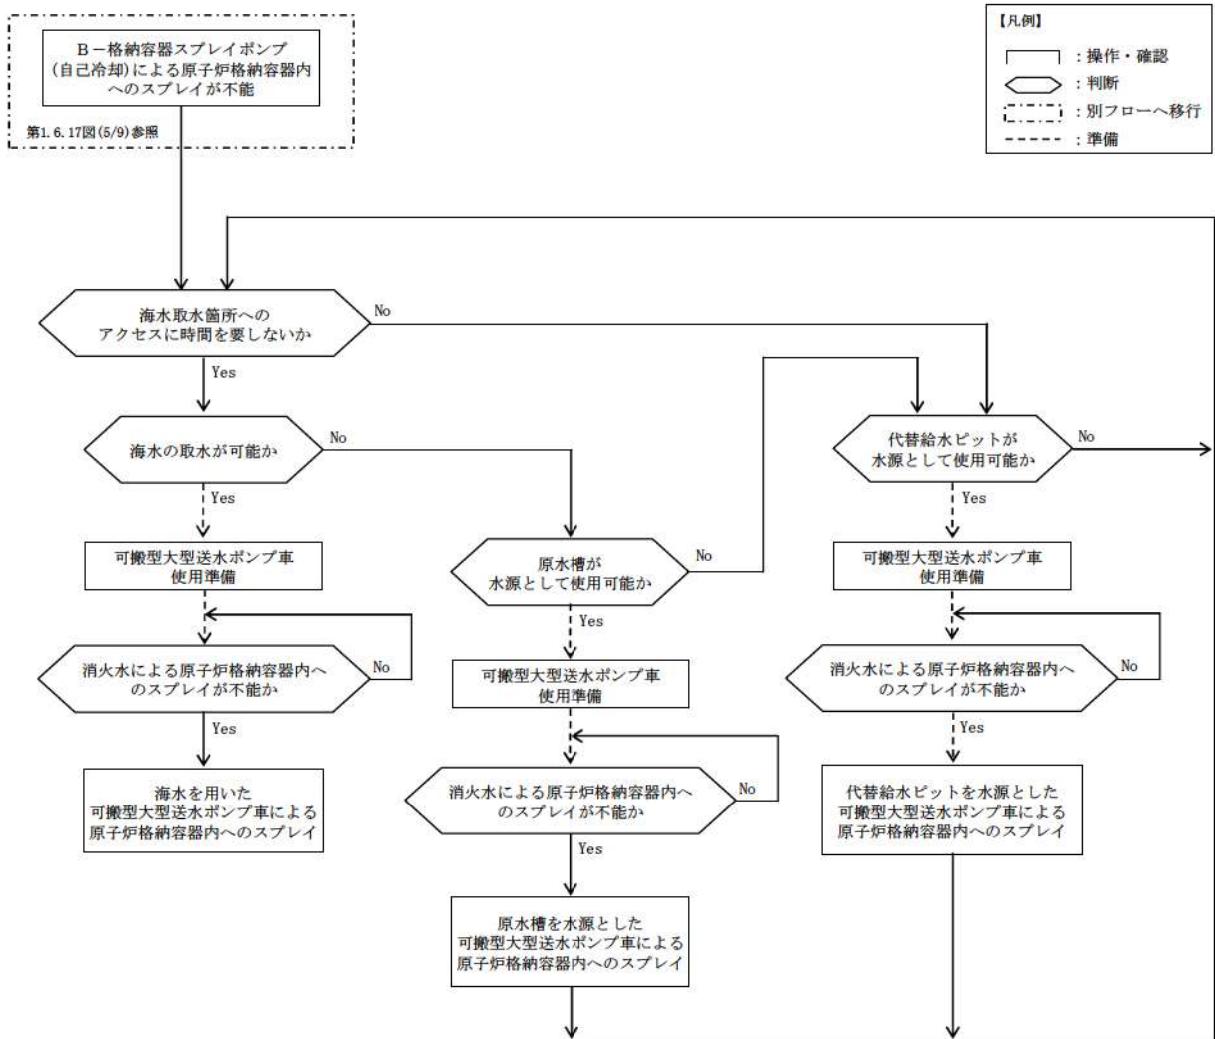 B－格納容器スプレイポンプ
(自己冷却)による原子炉格納容器内
へのスプレイが不能
第1.6.17図(5/9)参照
【凡例】
：操作・確認
：判断
：別フローへ移行
：準備
海水取水箇所への
アクセスに時間を要しないか
No
Yes
海水の取水が可能か
No
Yes
代替給水ピットが
水源として使用可能か
No
Yes
可搬型大型送水ポンプ車
使用準備
原水槽が
水源として使用可能か
No
Yes
可搬型大型送水ポンプ車
使用準備
消火水による原子炉格納容器内へ
のスプレイが不能か
No
Yes
可搬型大型送水ポンプ車
使用準備
消火水による原子炉格納容器内へ
のスプレイが不能か
No
Yes
海水を用いた
可搬型大型送水ポンプ車による
原子炉格納容器内へのスプレイ
消火水による原子炉格納容器内へ
のスプレイが不能か
No
Yes
代替給水ピットを水源とした
可搬型大型送水ポンプ車による
原子炉格納容器内へのスプレイ
原水槽を水源とした
可搬型大型送水ポンプ車による
原子炉格納容器内へのスプレイ